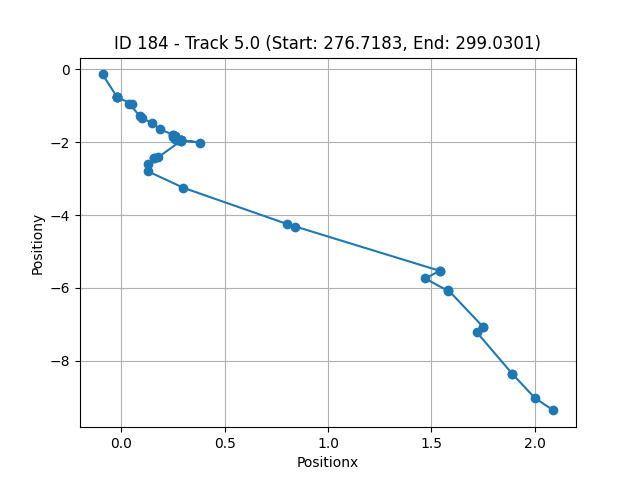 ID 184 - Track 5.0 (Start: 276.7183, End: 299.0301)
Positiony
0
−2
−4
−6
−8
0.0 0.5 1.0 1.5 2.0
Positionx